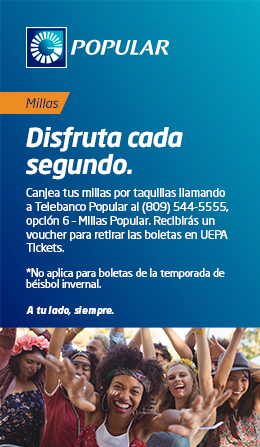 POPULAR
Millas
Disfruta cada
segundo.
Canjea tus millas por taquillas llamando
a Telebanco Popular al (809) 544-5555,
opción 6 – Millas Popular. Recibirás un
voucher para retirar las boletas en UEPA
Tickets.
*No aplica para boletas de la temporada de
béisbol invernal.
A tu lado, siempre.